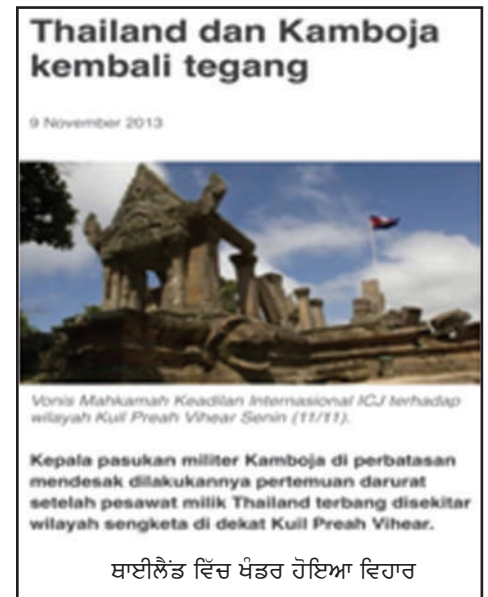 Thailand dan Kamboja
kembali tegang
9 November 2013
Vonis Mahkamah Keadilan Internasional ICJ terhadap
wilayah Kuil Preah Vihear Senin (11/11).
Kepala pasukan militer Kamboja di perbatasan
mendesak dilakukannya pertemuan darurat
setelah pesawat milik Thailand terbang disekitar
wilayah sengketa di dekat Kuil Preah Vihear.
ਥਾਈਲੈਂਡ ਵਿੱਚ ਖੰਡਰ ਹੋਇਆ ਵਿਹਾਰ